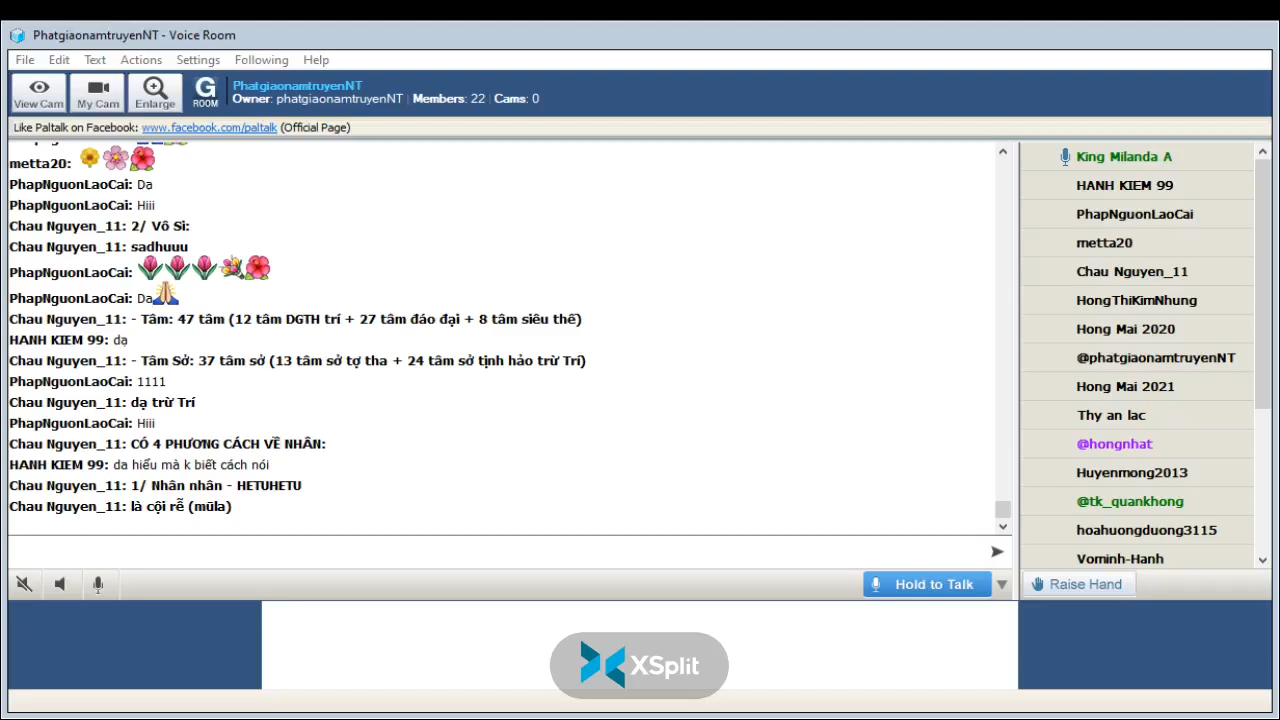 PhatgiaonamtruyenNT - Voice Room
File Edit Text Actions Settings Following Help
View Cam My Cam Enlarge G ROOM
PhatgiaonamtruyenNT
Owner: phatgiaonamtruyenNT | Members: 22 | Cams: 0
Like Paltalk on Facebook: www.facebook.com/paltalk (Official Page)
metta20:
PhapNguonLaoCai: Da
PhapNguonLaoCai: Hiii
Chau Nguyen_11: 2/ Vô Si:
Chau Nguyen_11: sadhuuu
PhapNguonLaoCai:
PhapNguonLaoCai: Da
Chau Nguyen_11: - Tâm: 47 tâm (12 tâm DGTH trí + 27 tâm đáo đại + 8 tâm siêu thế)
HANH KIEM 99: dạ
Chau Nguyen_11: - Tâm Sở: 37 tâm sở (13 tâm sở tợ tha + 24 tâm sở tịnh hảo trừ Trí)
PhapNguonLaoCai: 1111
Chau Nguyen_11: dạ trừ Trí
PhapNguonLaoCai: Hiii
Chau Nguyen_11: CÓ 4 PHƯƠNG CÁCH VỀ NHÂN:
HANH KIEM 99: da hiểu mà k biết cách nói
Chau Nguyen_11: 1/ Nhân nhân - HETUHETU
Chau Nguyen_11: là cội rễ (mūla)
King Milanda A
HANH KIEM 99
PhapNguonLaoCai
metta20
Chau Nguyen_11
HongThiKimNhung
Hong Mai 2020
@phatgiaonamtruyenNT
Hong Mai 2021
Thy an lac
@hongnhat
Huyenmong2013
@tk_quankhong
hoahuongduong3115
Vominh-Hanh
Hold to Talk
Raise Hand
XSplit